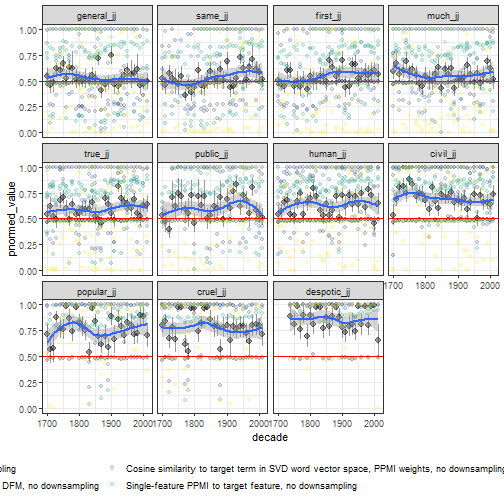 general_jj same_jj first_jj much_jj
1.00
0.75
0.50
0.25
0.00
true_jj public_jj human_jj civil_jj
1.00
0.75
0.50
0.25
0.00
1700 1800 1900 2000
popular_jj cruel_jj despotic_jj
1.00
0.75
0.50
0.25
0.00
1700 1800 1900 2000 1700 1800 1900 2000 1700 1800 1900 2000
pnormed_value
decade
pling
Cosine similarity to target term in SVD word vector space, PPMI weights, no downsampling
DFM, no downsampling
Single-feature PPMI to target feature, no downsampling